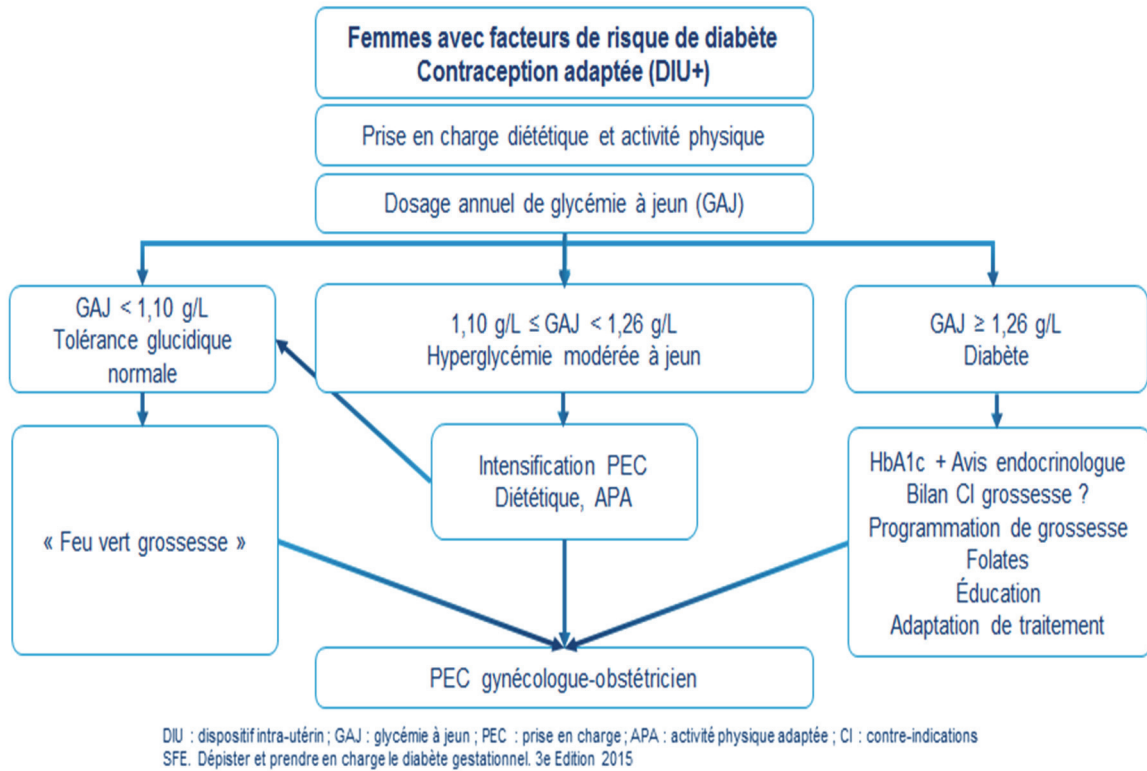 Femmes avec facteurs de risque de diabète
Contraception adaptée (DIU+)
Prise en charge diététique et activité physique
Dosage annuel de glycémie à jeun (GAJ)
GAJ < 1,10 g/L
Tolérance glucidique
normale
1,10 g/L ≤ GAJ < 1,26 g/L
Hyperglycémie modérée à jeun
GAJ ≥ 1,26 g/L
Diabète
« Feu vert grossesse »
Intensification PEC
Diététique, APA
HbA1c + Avis endocrinologue
Bilan CI grossesse ?
Programmation de grossesse
Folates
Éducation
Adaptation de traitement
PEC gynécologue-obstétricien
DIU : dispositif intra-utérin ; GAJ : glycémie à jeun ; PEC : prise en charge ; APA : activité physique adaptée ; CI : contre-indications
SFE. Dépister et prendre en charge le diabète gestationnel. 3e Edition 2015